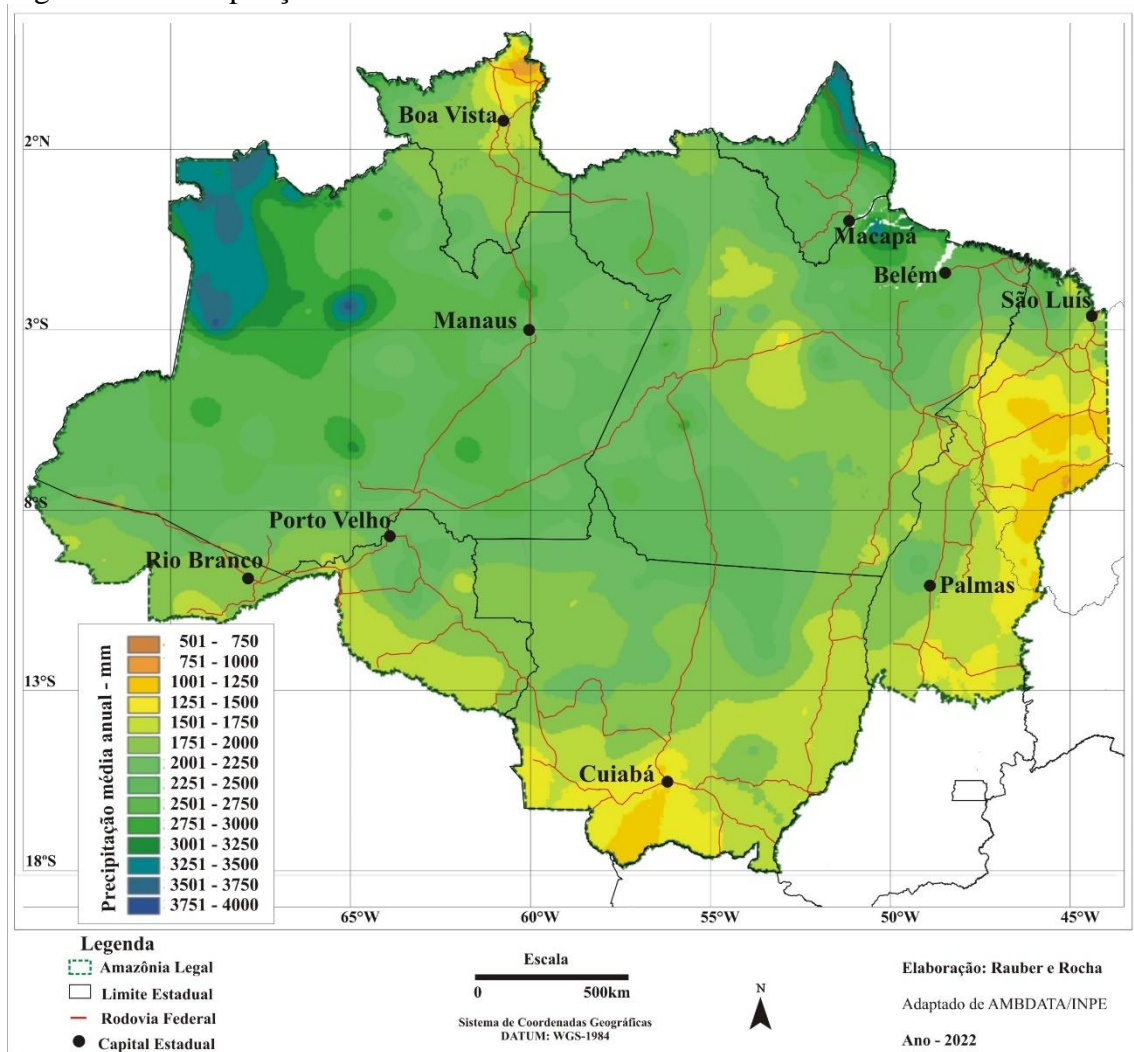 Boa Vista
2°N
Macapá
Belém
São Luís
3°S
Manaus
8°S
Porto Velho
Rio Branco
Palmas
Precipitação média anual - mm
501 - 750
751 - 1000
1001 - 1250
1251 - 1500
1501 - 1750
1751 - 2000
2001 - 2250
2251 - 2500
2501 - 2750
2751 - 3000
3001 - 3250
3251 - 3500
3501 - 3750
3751 - 4000
13°S
Cuiabá
18°S
65°W
60°W
55°W
50°W
45°W
Legenda
Amazônia Legal
Limite Estadual
Rodovia Federal
Capital Estadual
Escala
0 500km
Sistema de Coordenadas Geográficas
DATUM: WGS-1984
N
Elaboração: Rauber e Rocha
Adaptado de AMBDATA/INPE
Ano - 2022